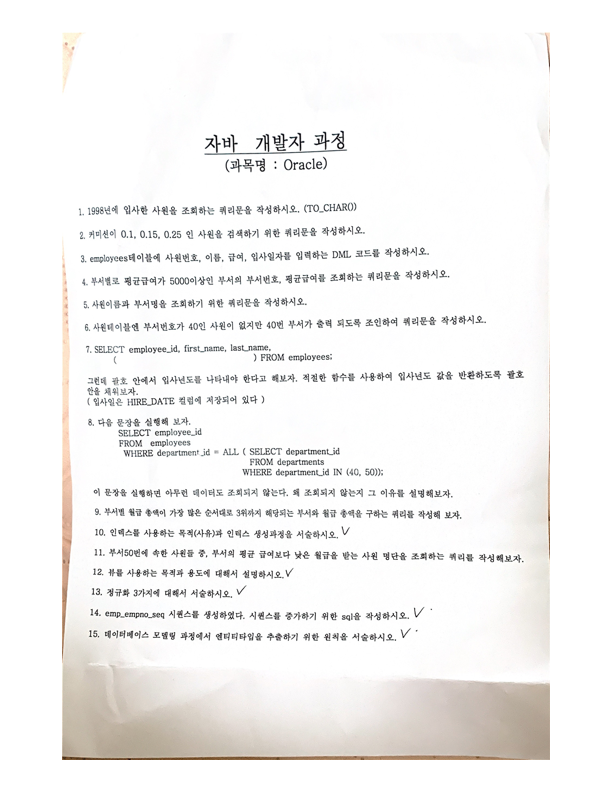 자바 개발자 과정
(과목명 : Oracle)
1. 1998년에 입사한 사원을 조회하는 쿼리문을 작성하시오. (TO_CHAR())
2. 커미션이 0.1, 0.15, 0.25 인 사원을 검색하기 위한 쿼리문을 작성하시오.
3. employees테이블에 사원번호, 이름, 급여, 입사일자를 입력하는 DML 코드를 작성하시오.
4. 부서별로 평균급여가 5000이상인 부서의 부서번호, 평균급여를 조회하는 쿼리문을 작성하시오.
5. 사원이름과 부서명을 조회하기 위한 쿼리문을 작성하시오.
6. 사원테이블엔 부서번호가 40인 사원이 없지만 40번 부서가 출력 되도록 조인하여 쿼리문을 작성하시오.
7. SELECT employee_id, first_name, last_name,
( ) FROM employees;
그런데 괄호 안에서 입사년도를 나타내야 한다고 해보자. 적절한 함수를 사용하여 입사년도 값을 반환하도록 괄호
안을 채워보자.
( 입사일은 HIRE_DATE 컬럼에 저장되어 있다 )
8. 다음 문장을 실행해 보자.
SELECT employee_id
FROM employees
WHERE department_id = ALL ( SELECT department_id
FROM departments
WHERE department_id IN (40, 50));
이 문장을 실행하면 아무런 데이터도 조회되지 않는다. 왜 조회되지 않는지 그 이유를 설명해보자.
9. 부서별 월급 총액이 가장 많은 순서대로 3위까지 해당되는 부서와 월급 총액을 구하는 쿼리를 작성해 보자.
10. 인덱스를 사용하는 목적(사유)과 인덱스 생성과정을 서술하시오.
11. 부서50번에 속한 사원들 중, 부서의 평균 급여보다 낮은 월급을 받는 사원 명단을 조회하는 쿼리를 작성해보자.
12. 뷰를 사용하는 목적과 용도에 대해서 설명하시오.
13. 정규화 3가지에 대해서 서술하시오.
14. emp_empno_seq 시퀀스를 생성하였다. 시퀀스를 증가하기 위한 sql을 작성하시오.
15. 데이터베이스 모델링 과정에서 엔티티타입을 추출하기 위한 원칙을 서술하시오.